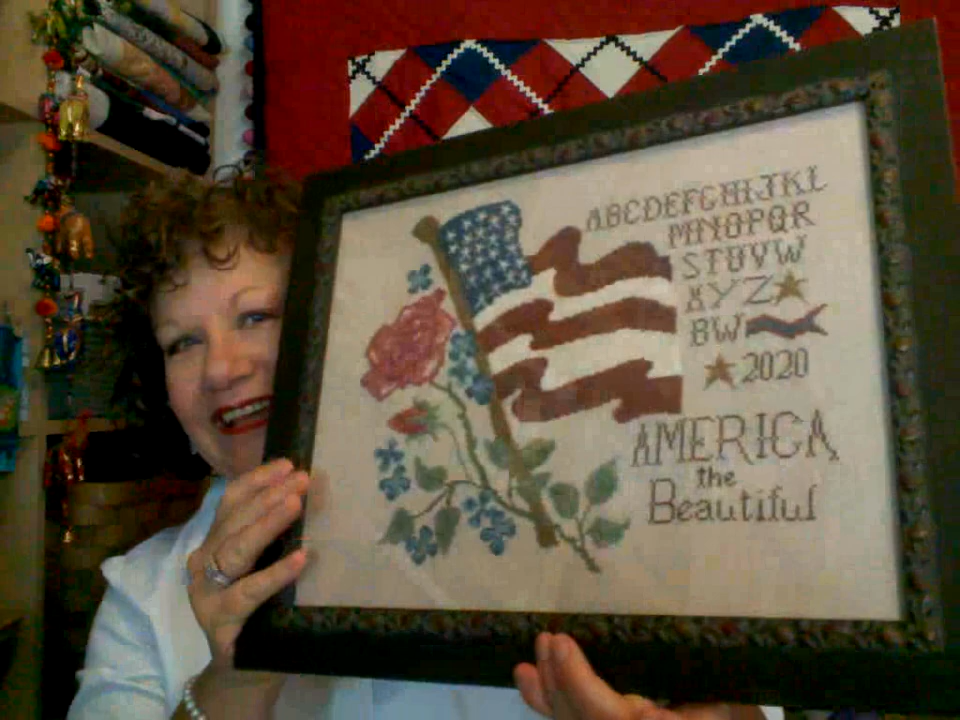 ABCDEFGHIJKL
MNOPQR
STUVW
XYZ
BW
2020
AMERICA
the
Beautiful